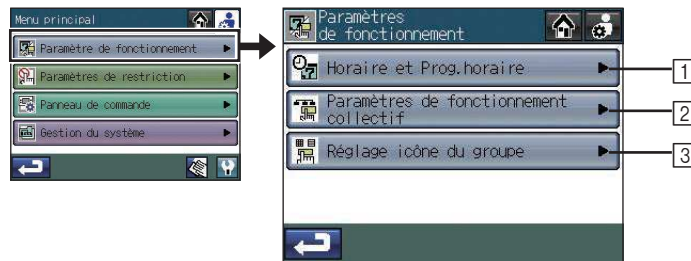 Menu principal
Paramètre de fonctionnement
Paramètres de restriction
Panneau de commande
Gestion du système
Paramètres
de fonctionnement
Horaire et Prog.horaire
1
Paramètres de fonctionnement
collectif
2
Réglage icône du groupe
3